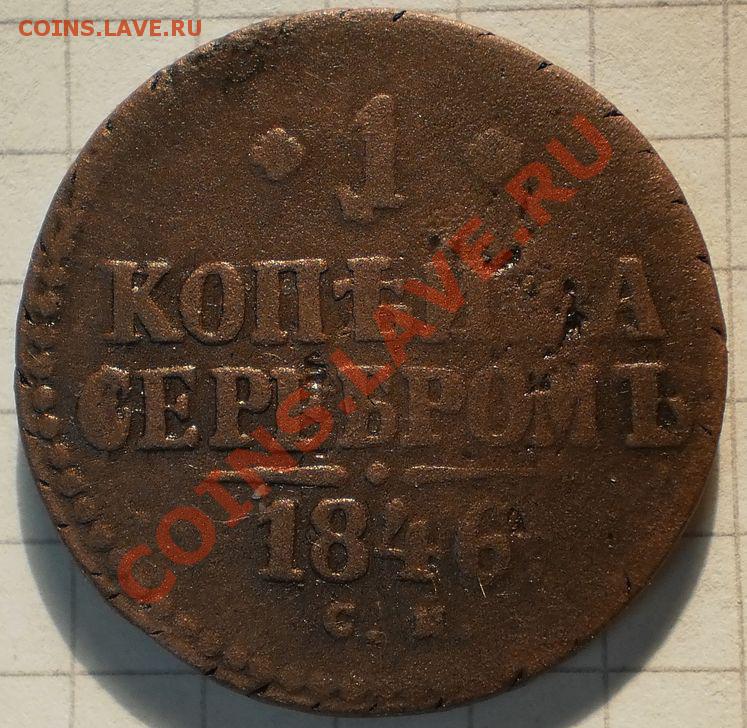 COINS.LAVE.RU
· 1 ·
КОПѢЙКА
СЕРЕБРОМЪ
1846
С.М.
COINS.LAVE.RU